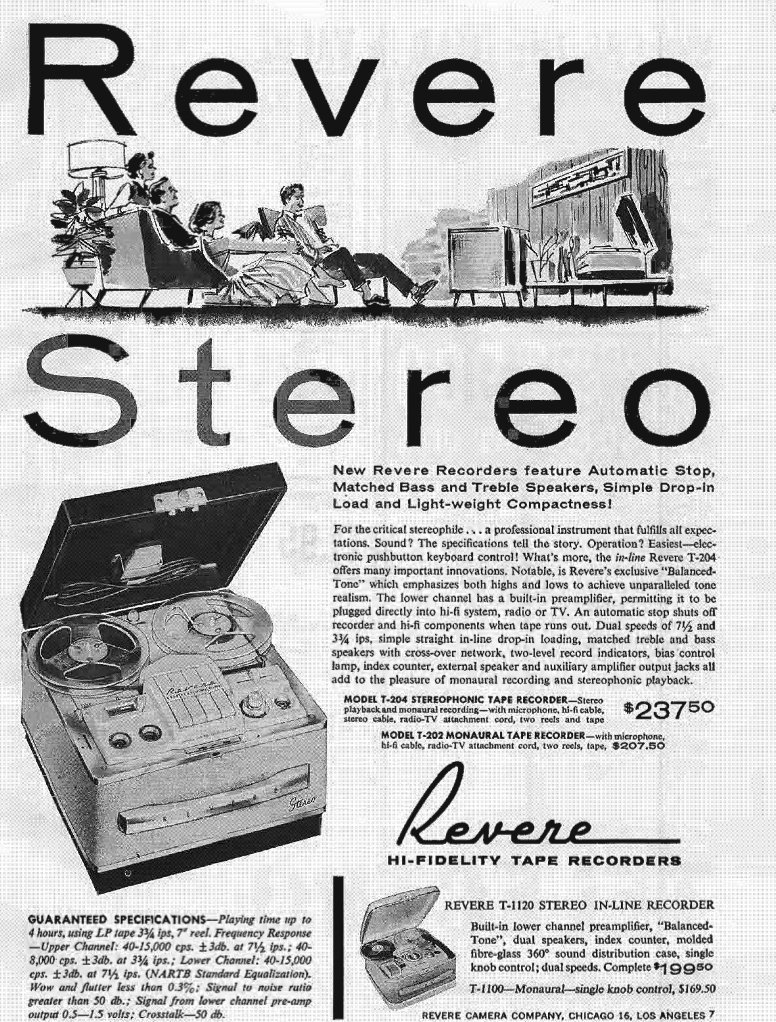 Revere
Stereo
New Revere Recorders feature Automatic Stop,
Matched Bass and Treble Speakers, Simple Drop-in
Load and Light-weight Compactness!
For the critical stereophile . . . a professional instrument that fulfills all expec-
tations. Sound? The specifications tell the story. Operation? Easiest—elec-
tronic pushbutton keyboard control! What's more, the in-line Revere T-204
offers many important innovations. Notable, is Revere's exclusive "Balanced-
Tone" which emphasizes both highs and lows to achieve unparalleled tone
realism. The lower channel has a built-in preamplifier, permitting it to be
plugged directly into hi-fi system, radio or TV. An automatic stop shuts off
recorder and hi-fi components when tape runs out. Dual speeds of 7½ and
3¾ ips, simple straight in-line drop-in loading, matched treble and bass
speakers with cross-over network, two-level record indicators, bias control
lamp, index counter, external speaker and auxiliary amplifier output jacks all
add to the pleasure of monaural recording and stereophonic playback.
MODEL T-204 STEREOPHONIC TAPE RECORDER—Stereo
playback and monaural recording—with microphone, hi-fi cable,
stereo cable, radio-TV attachment cord, two reels and tape
$237 50
MODEL T-202 MONAURAL TAPE RECORDER—with microphone,
hi-fi cable, radio-TV attachment cord, two reels, tape, $207.50
Revere
Stereo
Revere
HI-FIDELITY TAPE RECORDERS
GUARANTEED SPECIFICATIONS—Playing time up to
4 hours, using LP tape 3¾ ips, 7" reel. Frequency Response
—Upper Channel: 40-15,000 cps. ±3db. at 7½ ips.; 40-
8,000 cps. ±3db. at 3¾ ips.; Lower Channel: 40-15,000
cps. ±3db. at 7½ ips. (NARTB Standard Equalization).
Wow and flutter less than 0.3%; Signal to noise ratio
greater than 50 db.; Signal from lower channel pre-amp
output 0.5—1.5 volts; Crosstalk—50 db.
REVERE T-1120 STEREO IN-LINE RECORDER
Built-in lower channel preamplifier, "Balanced-
Tone", dual speakers, index counter, molded
fibre-glass 360° sound distribution case, single
knob control; dual speeds. Complete $199 50
T-1100—Monaural—single knob control, $169.50
REVERE CAMERA COMPANY, CHICAGO 16, LOS ANGELES 7